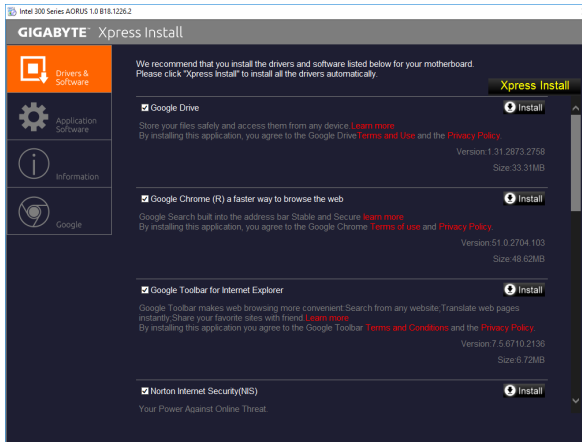 Intel 300 Series AORUS 1.0 B18.1226.2
GIGABYTE™ Xpress Install
Drivers &
Software
Application
Software
Information
Google
We recommend that you install the drivers and software listed below for your motherboard.
Please click "Xpress Install" to install all the drivers automatically.
Xpress Install
Google Drive
Install
Store your files safely and access them from any device.Learn more
By installing this application, you agree to the Google DriveTerms and Use and the Privacy Policy.
Version:1.31.2873.2758
Size:33.31MB
Google Chrome (R) a faster way to browse the web
Install
Google Search built into the address bar Stable and Secure learn more
By installing this application, you agree to the Google Chrome Terms of use and Privacy Policy.
Version:51.0.2704.103
Size:48.62MB
Google Toolbar for Internet Explorer
Install
Google Toolbar makes web browsing more convenient:Search from any website;Translate web pages
instantly;Share your favorite sites with friend.Learn more
By installing this application you agree to the Google Toolbar Terms and Conditions and the Privacy Policy.
Version:7.5.6710.2136
Size:6.72MB
Norton Internet Security(NIS)
Install
Your Power Against Online Threat.